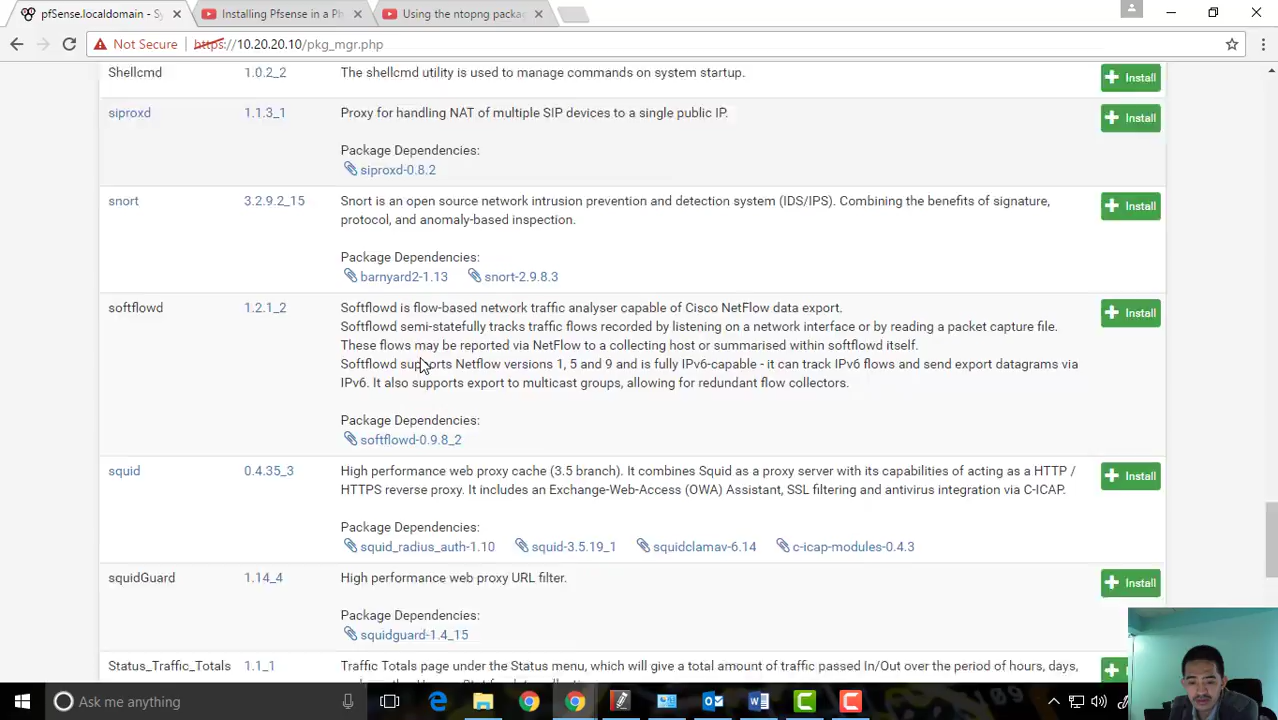 pfSense.localdomain - Sy
Installing Pfsense in a Ph
Using the ntopng packa
Not Secure https://10.20.20.10/pkg_mgr.php
Shellcmd 1.0.2_2 The shellcmd utility is used to manage commands on system startup. Install
siproxd 1.1.3_1 Proxy for handling NAT of multiple SIP devices to a single public IP. Install
Package Dependencies:
siproxd-0.8.2
snort 3.2.9.2_15 Snort is an open source network intrusion prevention and detection system (IDS/IPS). Combining the benefits of signature, Install
protocol, and anomaly-based inspection.
Package Dependencies:
barnyard2-1.13 snort-2.9.8.3
softflowd 1.2.1_2 Softflowd is flow-based network traffic analyser capable of Cisco NetFlow data export. Install
Softflowd semi-statefully tracks traffic flows recorded by listening on a network interface or by reading a packet capture file.
These flows may be reported via NetFlow to a collecting host or summarised within softflowd itself.
Softflowd supports Netflow versions 1, 5 and 9 and is fully IPv6-capable - it can track IPv6 flows and send export datagrams via
IPv6. It also supports export to multicast groups, allowing for redundant flow collectors.
Package Dependencies:
softflowd-0.9.8_2
squid 0.4.35_3 High performance web proxy cache (3.5 branch). It combines Squid as a proxy server with its capabilities of acting as a HTTP / Install
HTTPS reverse proxy. It includes an Exchange-Web-Access (OWA) Assistant, SSL filtering and antivirus integration via C-ICAP.
Package Dependencies:
squid_radius_auth-1.10 squid-3.5.19_1 squidclamav-6.14 c-icap-modules-0.4.3
squidGuard 1.14_4 High performance web proxy URL filter. Install
Package Dependencies:
squidguard-1.4_15
Status_Traffic_Totals 1.1_1 Traffic Totals page under the Status menu, which will give a total amount of traffic passed In/Out over the period of hours, days,
Ask me anything